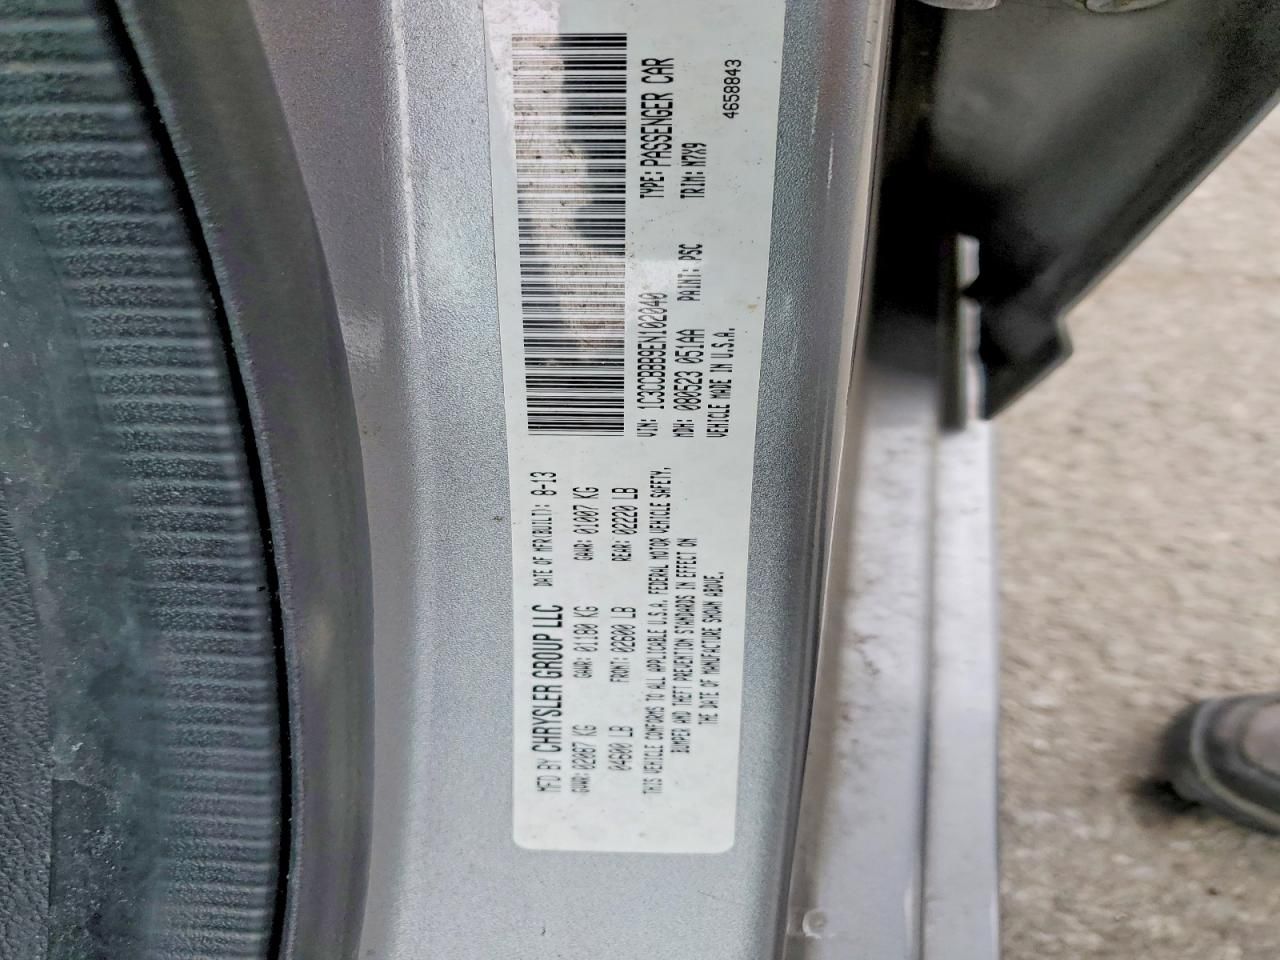 MFD BY CHRYSLER GROUP LLC DATE OF MFR(BUILT): 8-13
GVWR: 02087 KG GAWR: 01180 KG GAWR: 01007 KG
04600 LB FRONT: 02600 LB REAR: 02220 LB
THIS VEHICLE CONFORMS TO ALL APPLICABLE U.S.A. FEDERAL MOTOR VEHICLE SAFETY,
BUMPER AND THEFT PREVENTION STANDARDS IN EFFECT ON
THE DATE OF MANUFACTURE SHOWN ABOVE.
VIN: 1C3CCBBB9EN102040 TYPE: PASSENGER CAR
MDH: 080523 051AA PAINT: PSC TRIM: M7X9
VEHICLE MADE IN U.S.A. 4658843